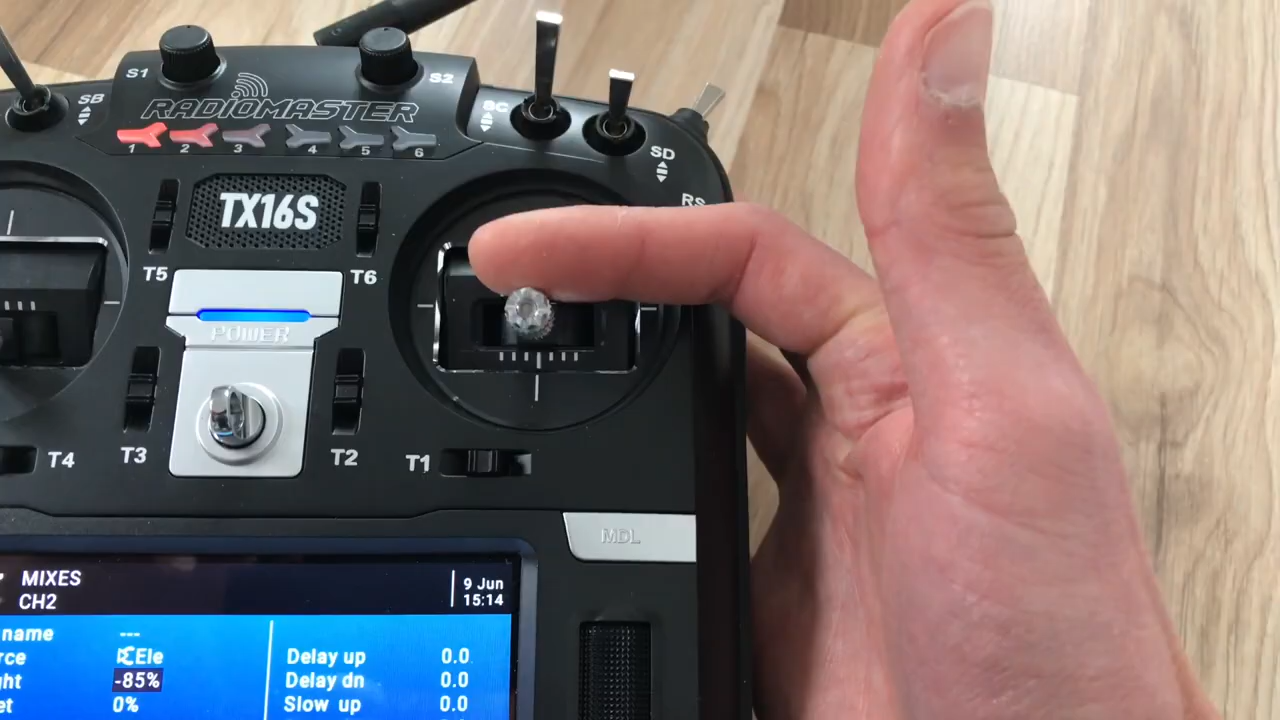 S1
S2
SB
RADIOMASTER
SC
1 2 3 4 5 6
SD
TX16S
T5
T6
POWER
T3
T2
T4
T1
MDL
MIXES
CH2
9 Jun
15:14
name
---
Ele
-85%
0%
Delay up 0.0
Delay dn 0.0
Slow up 0.0